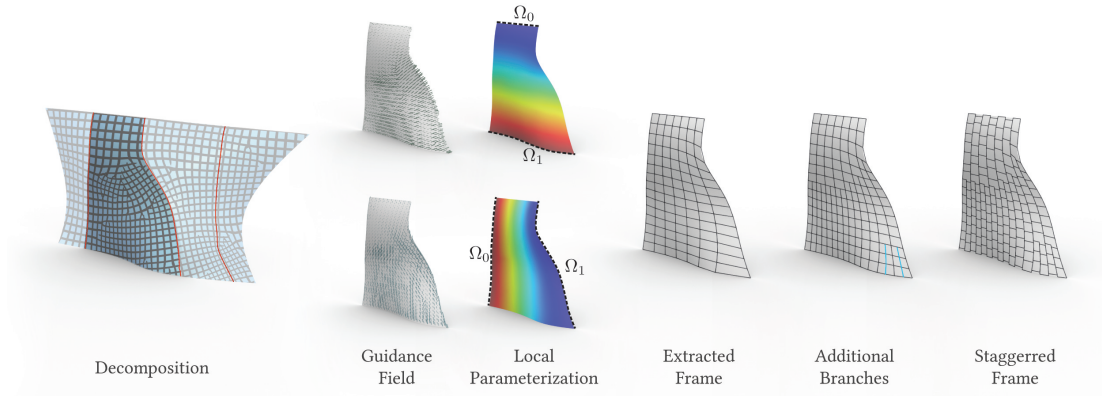 Ω0
Ω1
Ω0
Ω1
Decomposition
Guidance
Field
Local
Parameterization
Extracted
Frame
Additional
Branches
Staggerred
Frame